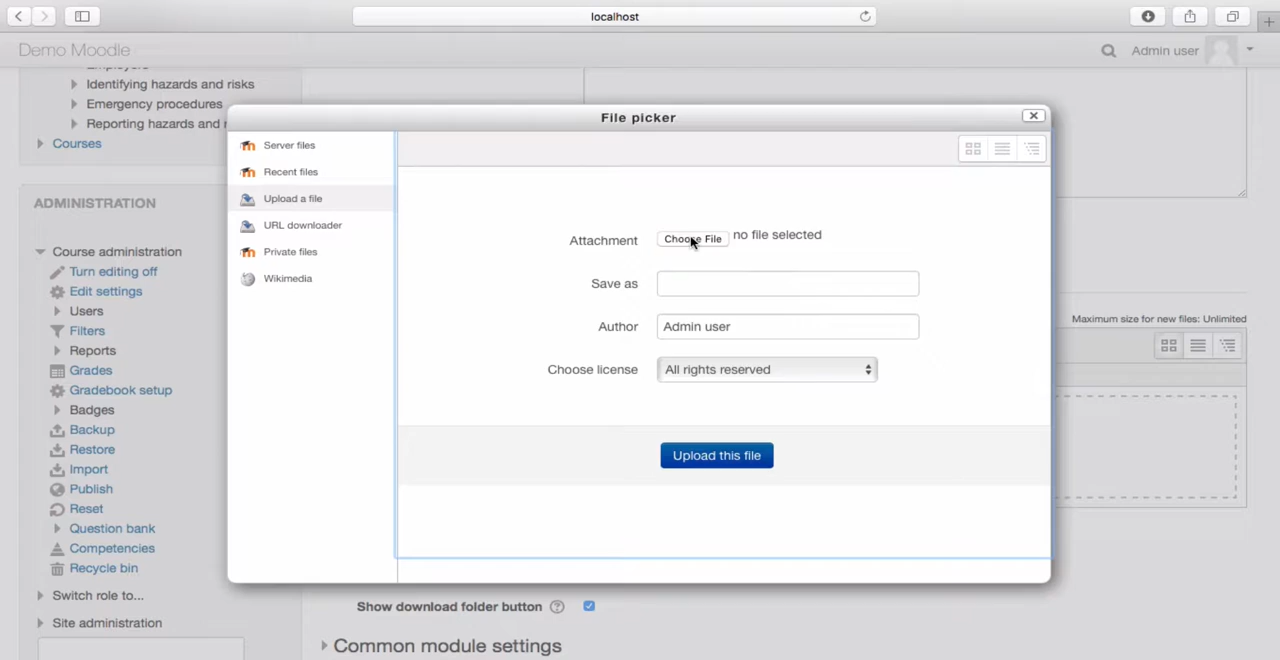 localhost
Demo Moodle
Admin user
Identifying hazards and risks
Emergency procedures
Reporting hazards and
Courses
ADMINISTRATION
Course administration
Turn editing off
Edit settings
Users
Filters
Reports
Grades
Gradebook setup
Badges
Backup
Restore
Import
Publish
Reset
Question bank
Competencies
Recycle bin
Switch role to...
Site administration
File picker
Server files
Recent files
Upload a file
URL downloader
Private files
Wikimedia
Attachment Choose File no file selected
Save as
Author Admin user
Choose license All rights reserved
Upload this file
Maximum size for new files: Unlimited
Show download folder button
Common module settings